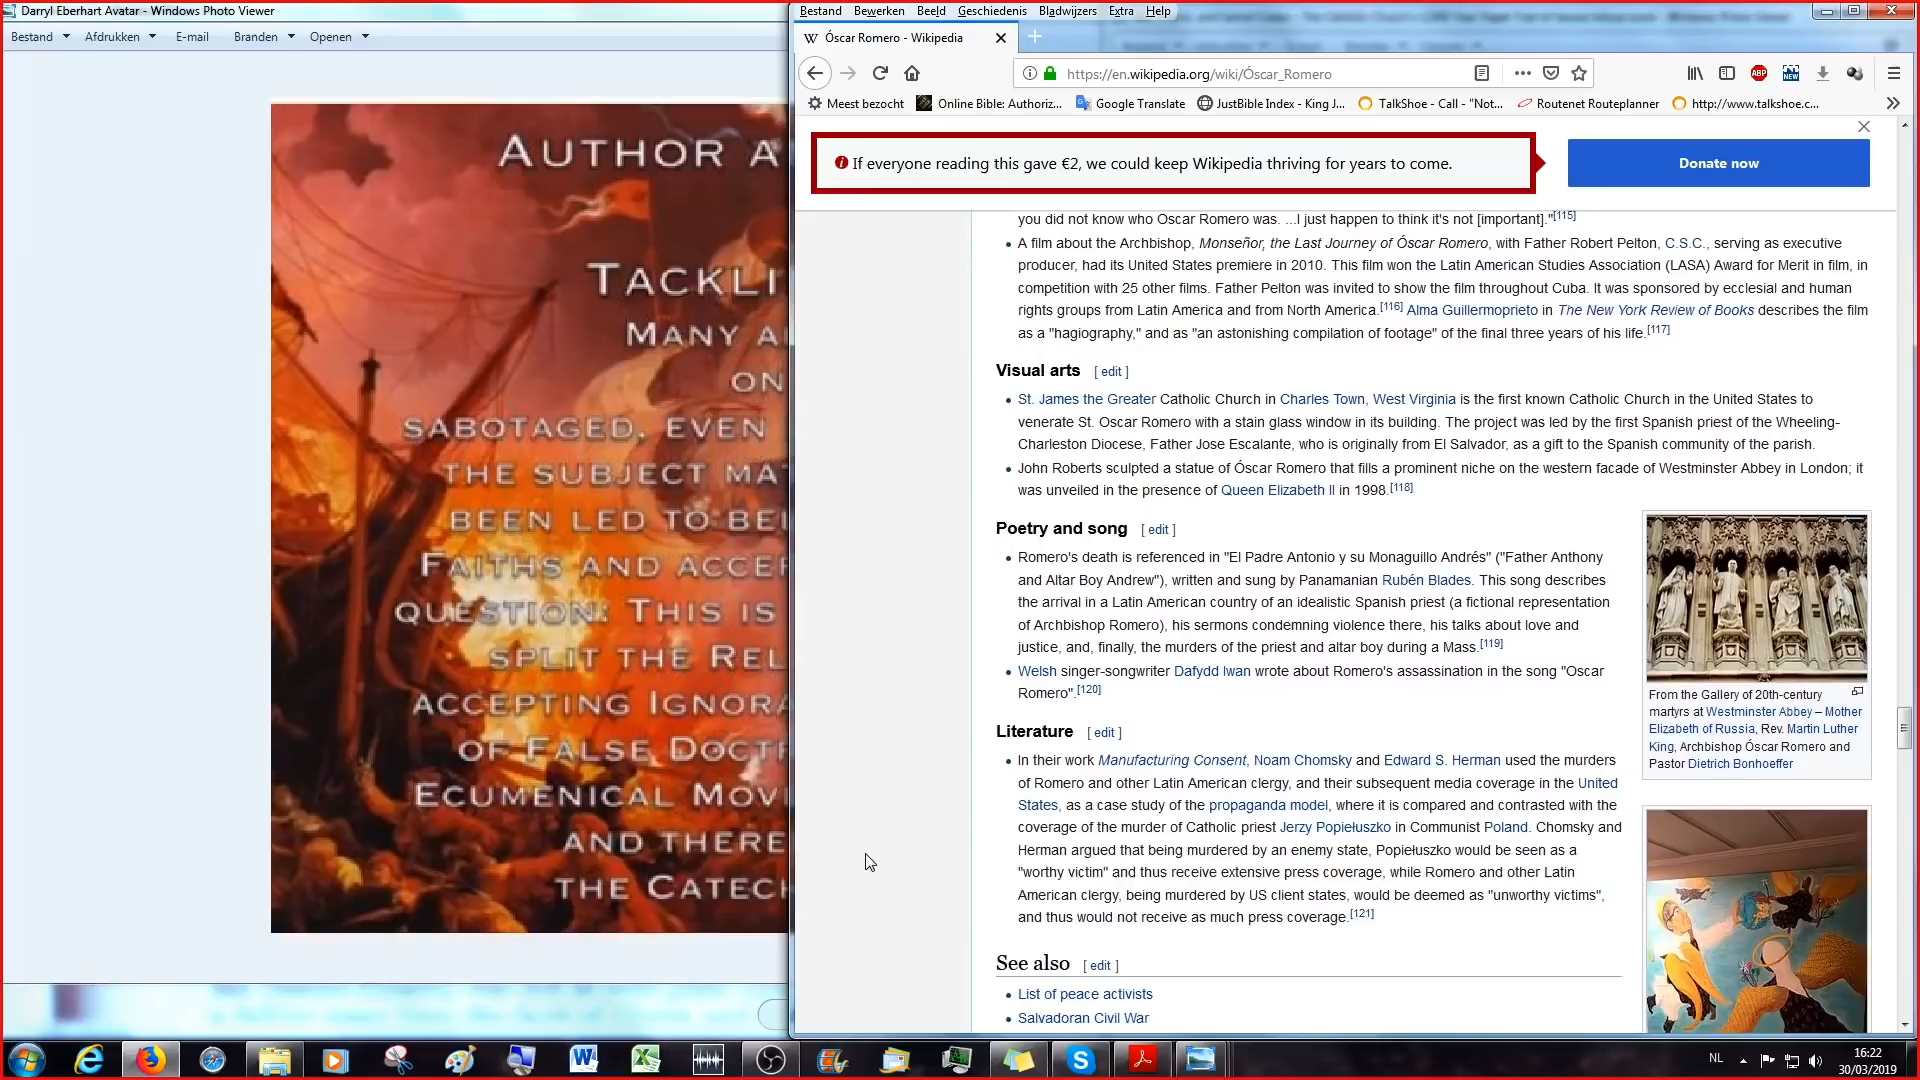 Darryl Eberhart Avatar - Windows Photo Viewer
Bestand Afdrukken E-mail Branden Openen
AUTHOR A
TACKLI
MANY A
ON
SABOTAGED, EVEN
THE SUBJECT MAT
BEEN LED TO BEL
FAITHS AND ACCEP
QUESTION: THIS IS
SPLIT THE REL
ACCEPTING IGNORA
OF FALSE DOCTR
ECUMENICAL MOV
AND THERE
THE CATECH
Bestand Bewerken Beeld Geschiedenis Bladwijzers Extra Help
Óscar Romero - Wikipedia
https://en.wikipedia.org/wiki/Óscar_Romero
ABP
NEW
Meest bezocht Online Bible: Authoriz... Google Translate JustBible Index - King J... TalkShoe - Call - "Not... Routenet Routeplanner http://www.talkshoe.c...
If everyone reading this gave €2, we could keep Wikipedia thriving for years to come.
Donate now
you did not know who Oscar Romero was. ...I just happen to think it's not [important]."[115]
A film about the Archbishop, Monseñor, the Last Journey of Óscar Romero, with Father Robert Pelton, C.S.C., serving as executive
producer, had its United States premiere in 2010. This film won the Latin American Studies Association (LASA) Award for Merit in film, in
competition with 25 other films. Father Pelton was invited to show the film throughout Cuba. It was sponsored by ecclesial and human
rights groups from Latin America and from North America.[116] Alma Guillermoprieto in The New York Review of Books describes the film
as a "hagiography," and as "an astonishing compilation of footage" of the final three years of his life.[117]
Visual arts [ edit ]
St. James the Greater Catholic Church in Charles Town, West Virginia is the first known Catholic Church in the United States to
venerate St. Oscar Romero with a stain glass window in its building. The project was led by the first Spanish priest of the Wheeling-
Charleston Diocese, Father Jose Escalante, who is originally from El Salvador, as a gift to the Spanish community of the parish.
John Roberts sculpted a statue of Óscar Romero that fills a prominent niche on the western facade of Westminster Abbey in London; it
was unveiled in the presence of Queen Elizabeth II in 1998.[118]
Poetry and song [ edit ]
Romero's death is referenced in "El Padre Antonio y su Monaguillo Andrés" ("Father Anthony
and Altar Boy Andrew"), written and sung by Panamanian Rubén Blades. This song describes
the arrival in a Latin American country of an idealistic Spanish priest (a fictional representation
of Archbishop Romero), his sermons condemning violence there, his talks about love and
justice, and, finally, the murders of the priest and altar boy during a Mass.[119]
Welsh singer-songwriter Dafydd Iwan wrote about Romero's assassination in the song "Oscar
Romero".[120]
From the Gallery of 20th-century
martyrs at Westminster Abbey – Mother
Elizabeth of Russia, Rev. Martin Luther
King, Archbishop Óscar Romero and
Pastor Dietrich Bonhoeffer
Literature [ edit ]
In their work Manufacturing Consent, Noam Chomsky and Edward S. Herman used the murders
of Romero and other Latin American clergy, and their subsequent media coverage in the United
States, as a case study of the propaganda model, where it is compared and contrasted with the
coverage of the murder of Catholic priest Jerzy Popiełuszko in Communist Poland. Chomsky and
Herman argued that being murdered by an enemy state, Popiełuszko would be seen as a
"worthy victim" and thus receive extensive press coverage, while Romero and other Latin
American clergy, being murdered by US client states, would be deemed as "unworthy victims",
and thus would not receive as much press coverage.[121]
See also [ edit ]
List of peace activists
Salvadoran Civil War
NL
16:22
30/03/2019